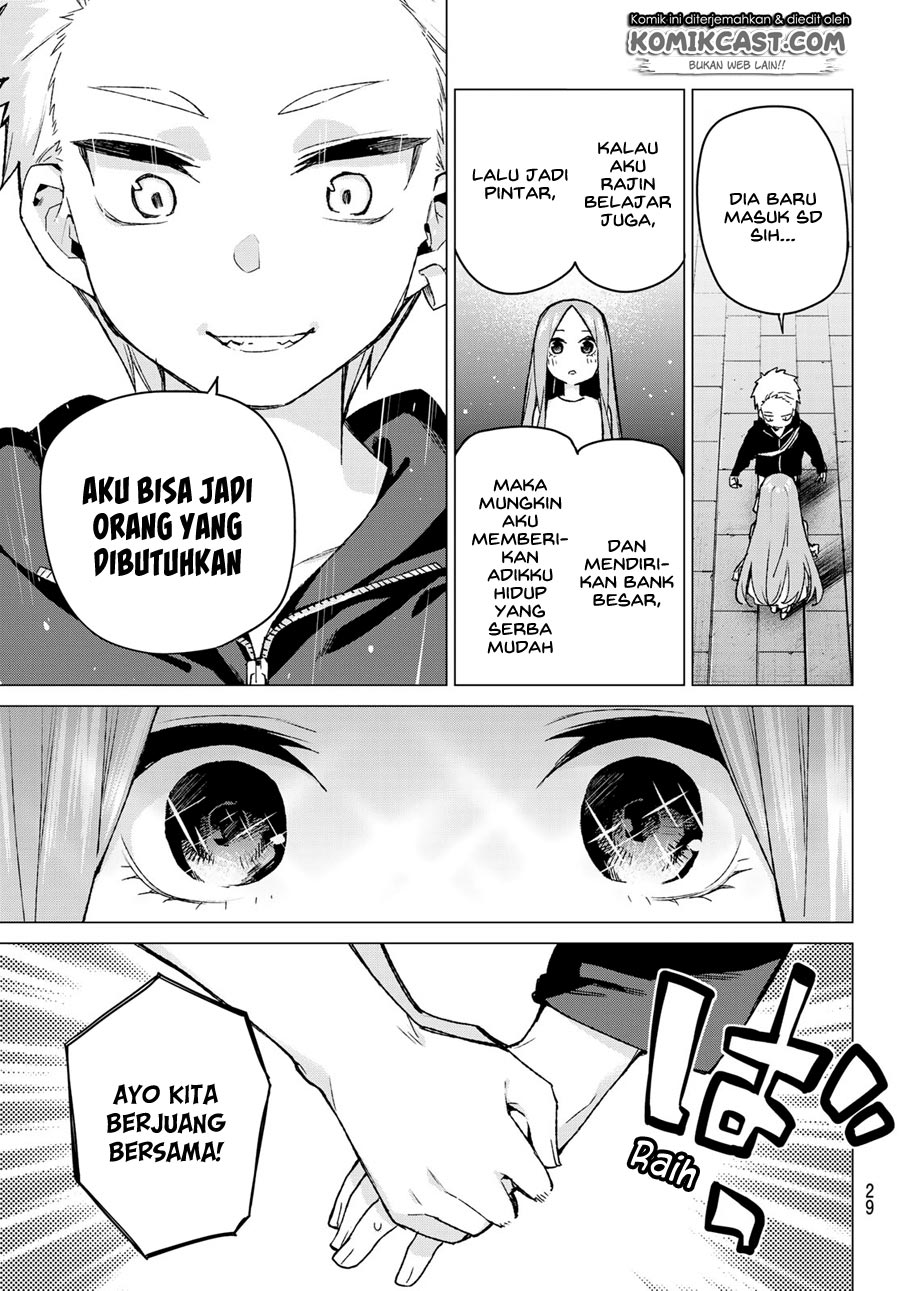 Komik ini diterjemahkan & diedit oleh
KOMIKCAST.COM
BUKAN WEB LAIN!!
DIA BARU
MASUK SD
SIH...
KALAU
AKU
RAJIN
BELAJAR
JUGA,
LALU JADI
PINTAR,
DAN
MENDIRI-
KAN BANK
BESAR,
MAKA
MUNGKIN
AKU
MEMBERI-
KAN
ADIKKU
HIDUP
YANG
SERBA
MUDAH
AKU BISA JADI
ORANG YANG
DIBUTUHKAN
ばっ
Raih
AYO KITA
BERJUANG
BERSAMA!
29